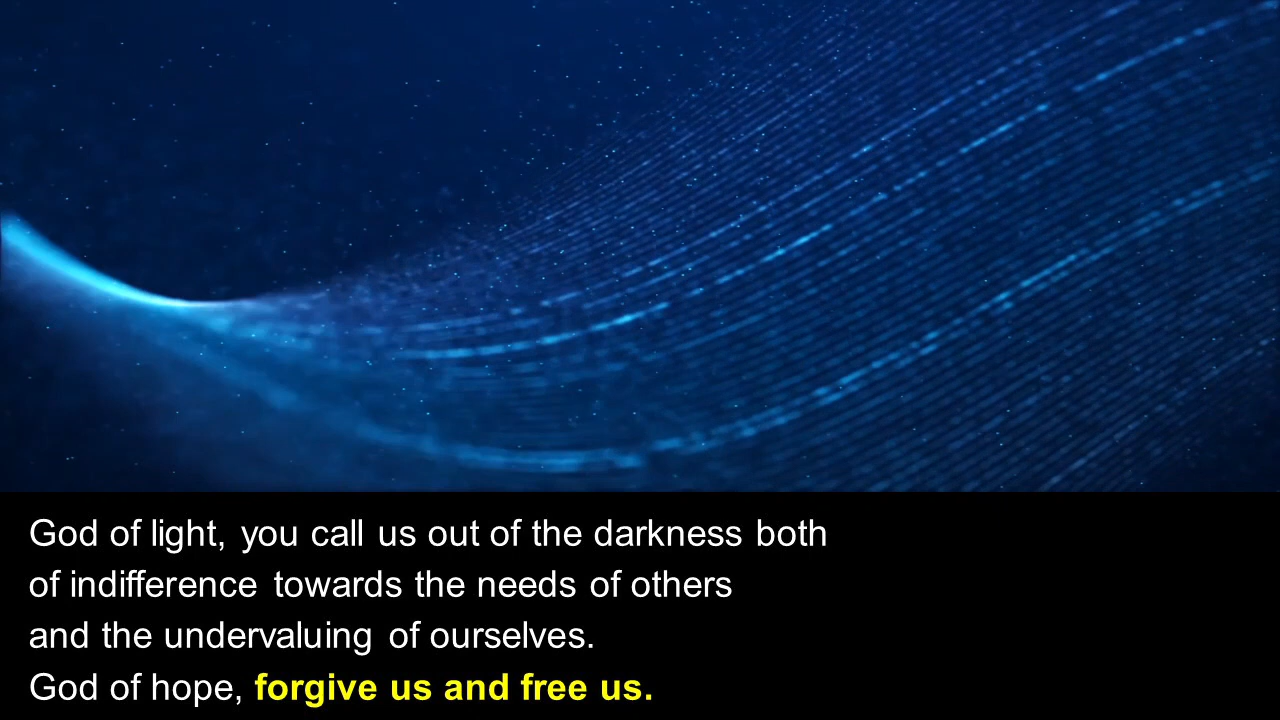 God of light, you call us out of the darkness both
of indifference towards the needs of others
and the undervaluing of ourselves.
God of hope, forgive us and free us.